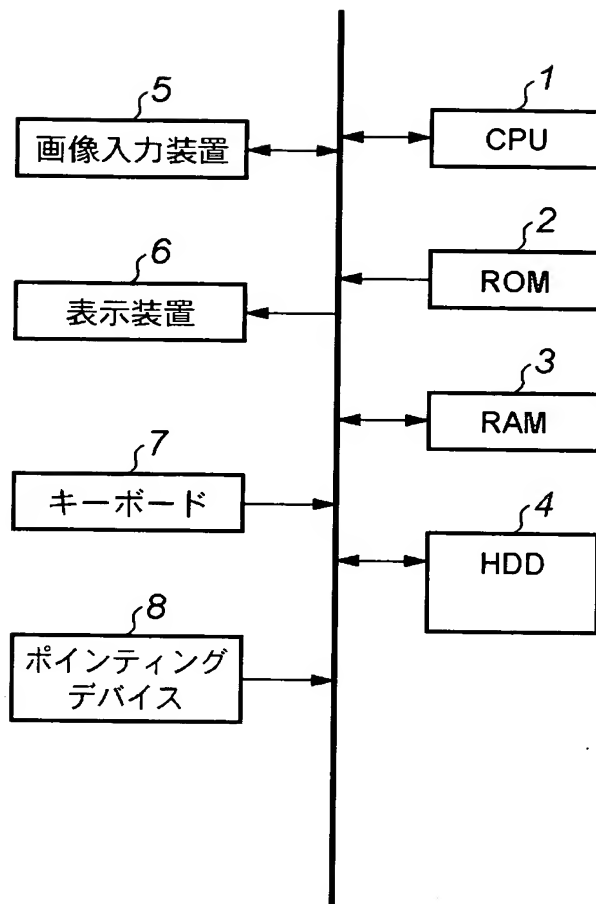 5
画像入力装置
6
表示装置
7
キーボード
8
ポインティング
デバイス
1
CPU
2
ROM
3
RAM
4
HDD